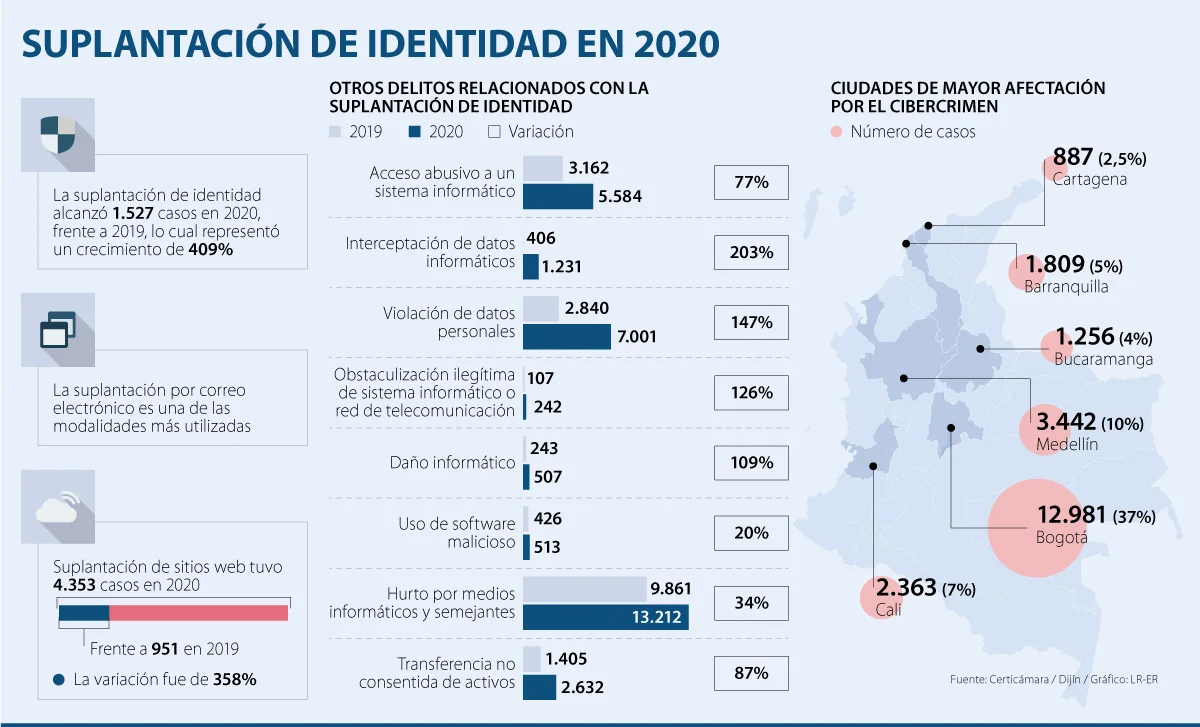 SUPLANTACIÓN DE IDENTIDAD EN 2020
La suplantación de identidad
alcanzó 1.527 casos en 2020,
frente a 2019, lo cual representró
un crecimiento de 409%
La suplantación por correo
electrónico es una de las
modalidades más utilizadas
Suplantación de sitios web tuvo
4.353 casos en 2020
Frente a 951 en 2019
La variación fue de 358%
OTROS DELITOS RELACIONADOS CON LA
SUPLANTACIÓN DE IDENTIDAD
2019 2020 Variación
Acceso abusivo a un
sistema informático
3.162
5.584
77%
Interceptación de datos
informáticos
406
1.231
203%
Violación de datos
personales
2.840
7.001
147%
Obstaculización ilegítima
de sistema informático o
red de telecomunicación
107
242
126%
Daño informático
243
507
109%
Uso de software
malicioso
426
513
20%
Hurto por medios
informáticos y semejantes
9.861
13.212
34%
Transferencia no
consentida de activos
1.405
2.632
87%
CIUDADES DE MAYOR AFECTACIÓN
POR EL CIBERCRIMEN
Número de casos
887 (2,5%)
Cartagena
1.809 (5%)
Barranquilla
1.256 (4%)
Bucaramanga
3.442 (10%)
Medellín
12.981 (37%)
Bogotá
2.363 (7%)
Cali
Fuente: Certicámara / Dijín / Gráfico: LR-ER